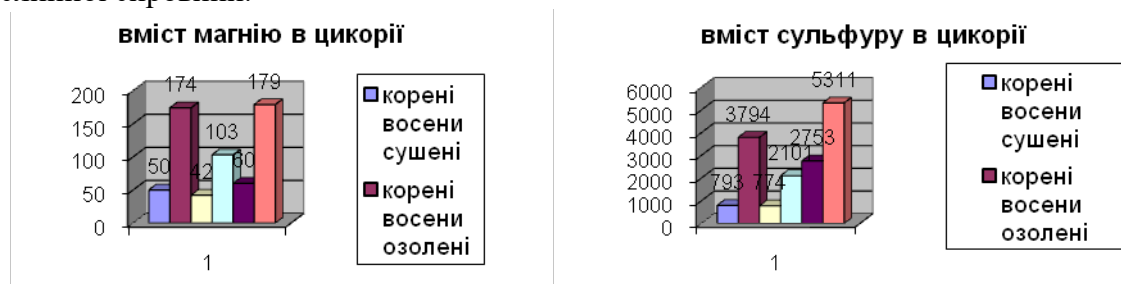 вміст магнію в цикорії
200
150
100
50
0
50
174
42
103
60
179
1
корені
восени
сушені
корені
восени
озолені
вміст сульфуру в цикорії
6000
5000
4000
3000
2000
1000
0
793
3794
774
2101
2753
5311
1
корені
восени
сушені
корені
восени
озолені